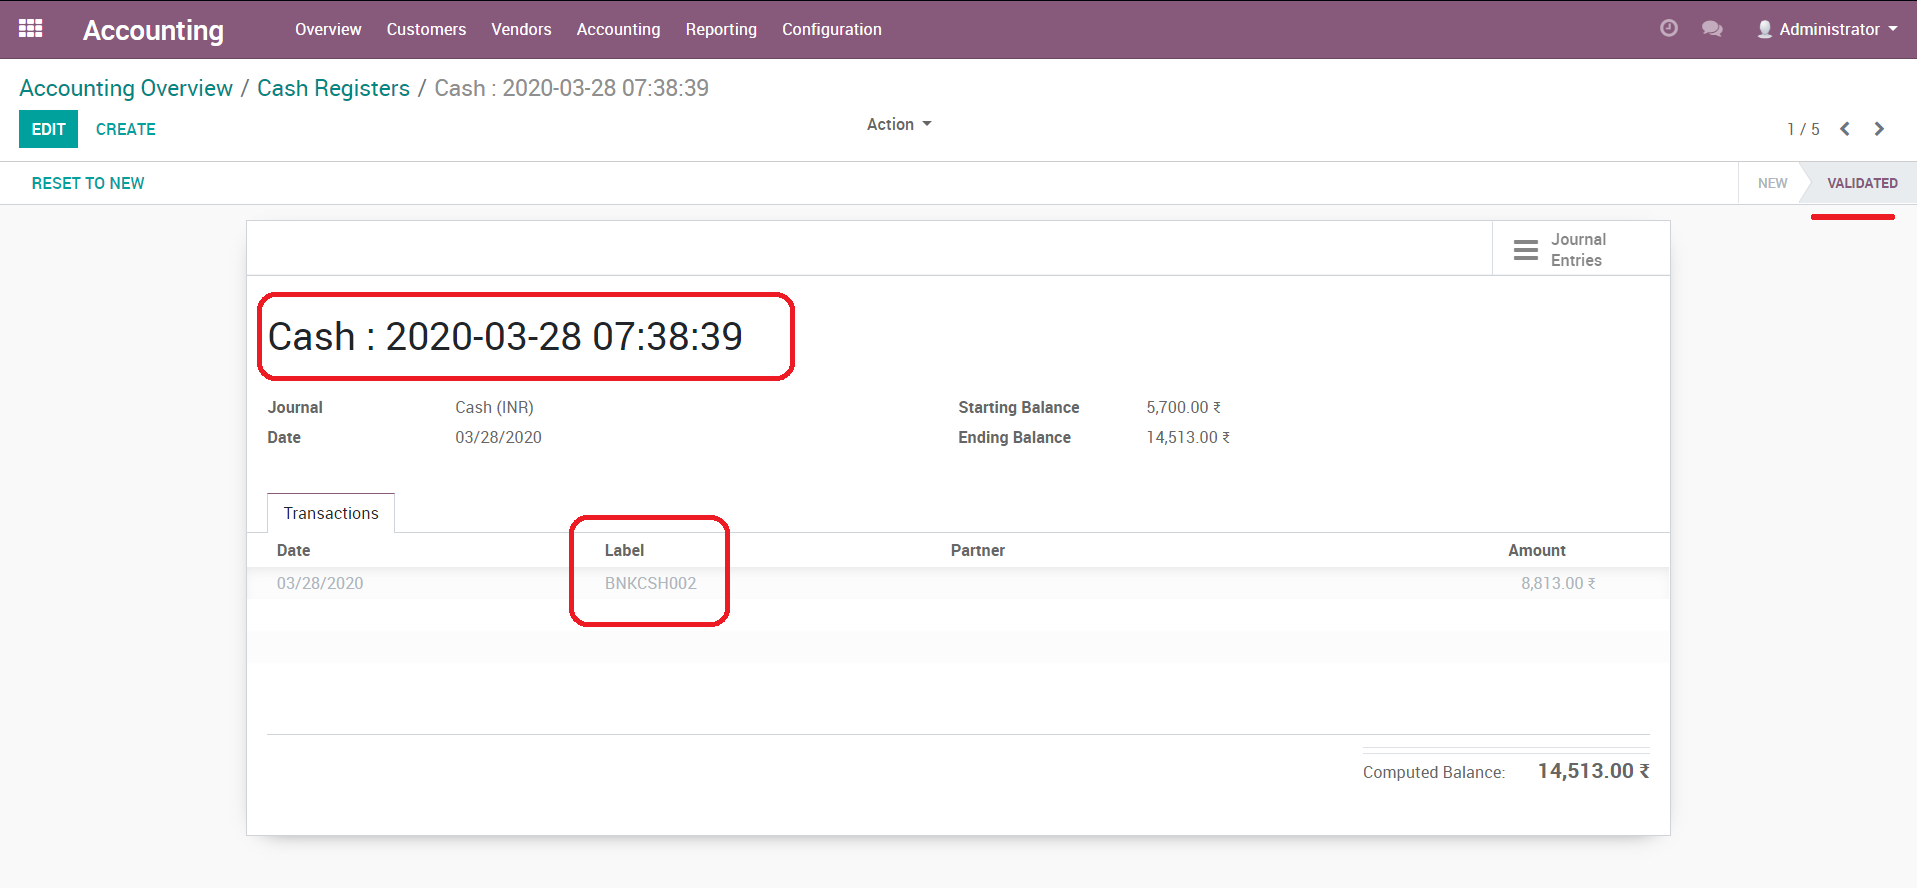 Accounting Overview Customers Vendors Accounting Reporting Configuration Administrator
Accounting Overview / Cash Registers / Cash : 2020-03-28 07:38:39
EDIT CREATE Action 1 / 5
RESET TO NEW NEW VALIDATED
Journal
Entries
Cash : 2020-03-28 07:38:39
Journal Cash (INR) Starting Balance 5,700.00 ₹
Date 03/28/2020 Ending Balance 14,513.00 ₹
Transactions
Date Label Partner Amount
03/28/2020 BNKCSH002 8,813.00 ₹
Computed Balance: 14,513.00 ₹